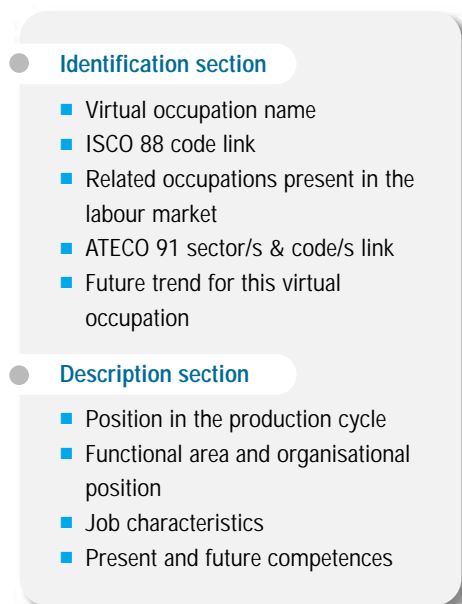 Identification section
■ Virtual occupation name
■ ISCO 88 code link
■ Related occupations present in the
labour market
■ ATECO 91 sector/s & code/s link
■ Future trend for this virtual
occupation
Description section
■ Position in the production cycle
■ Functional area and organisational
position
■ Job characteristics
■ Present and future competences